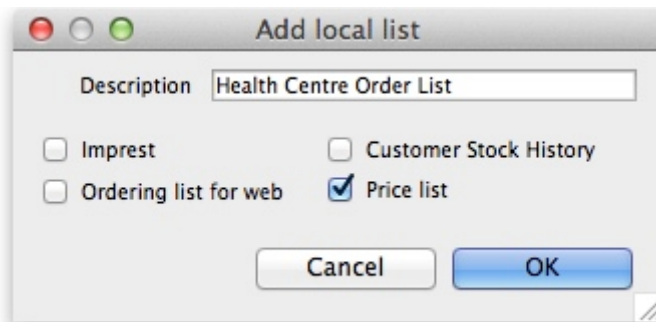 Add local list
Description Health Centre Order List
Imprest Customer Stock History
Ordering list for web Price list
Cancel OK